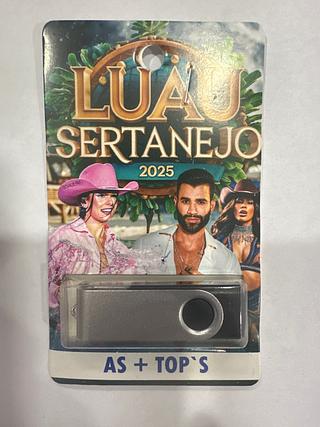 LUAU
SERTANEJO
2025
AS + TOP`S